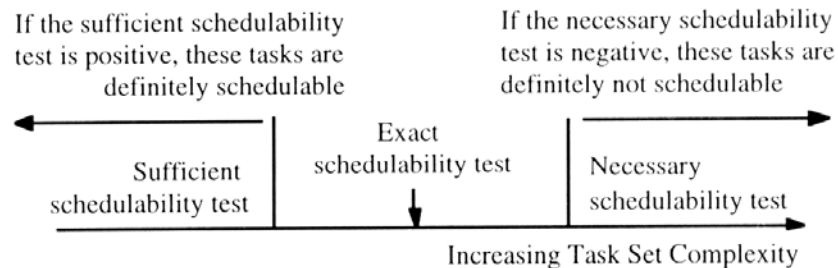 If the sufficient schedulability
test is positive, these tasks are
definitely schedulable
If the necessary schedulability
test is negative, these tasks are
definitely not schedulable
Exact
schedulability test
Sufficient
schedulability test
Necessary
schedulability test
Increasing Task Set Complexity